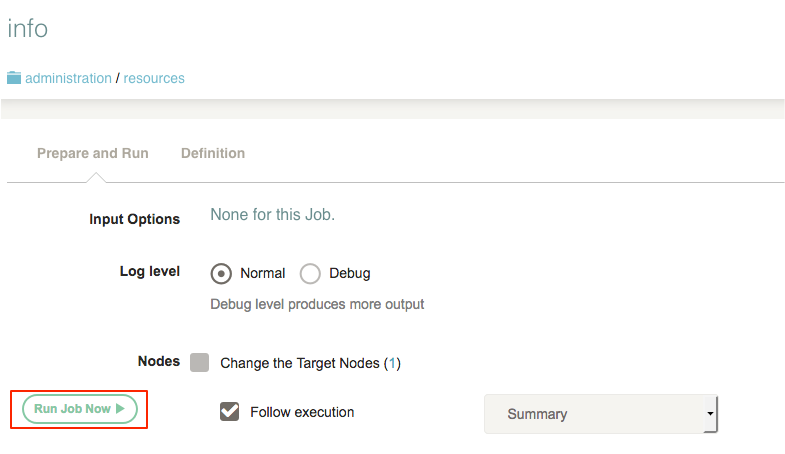 info
administration / resources
Prepare and Run Definition
Input Options None for this Job.
Log level Normal Debug
Debug level produces more output
Nodes Change the Target Nodes (1)
Run Job Now Follow execution Summary